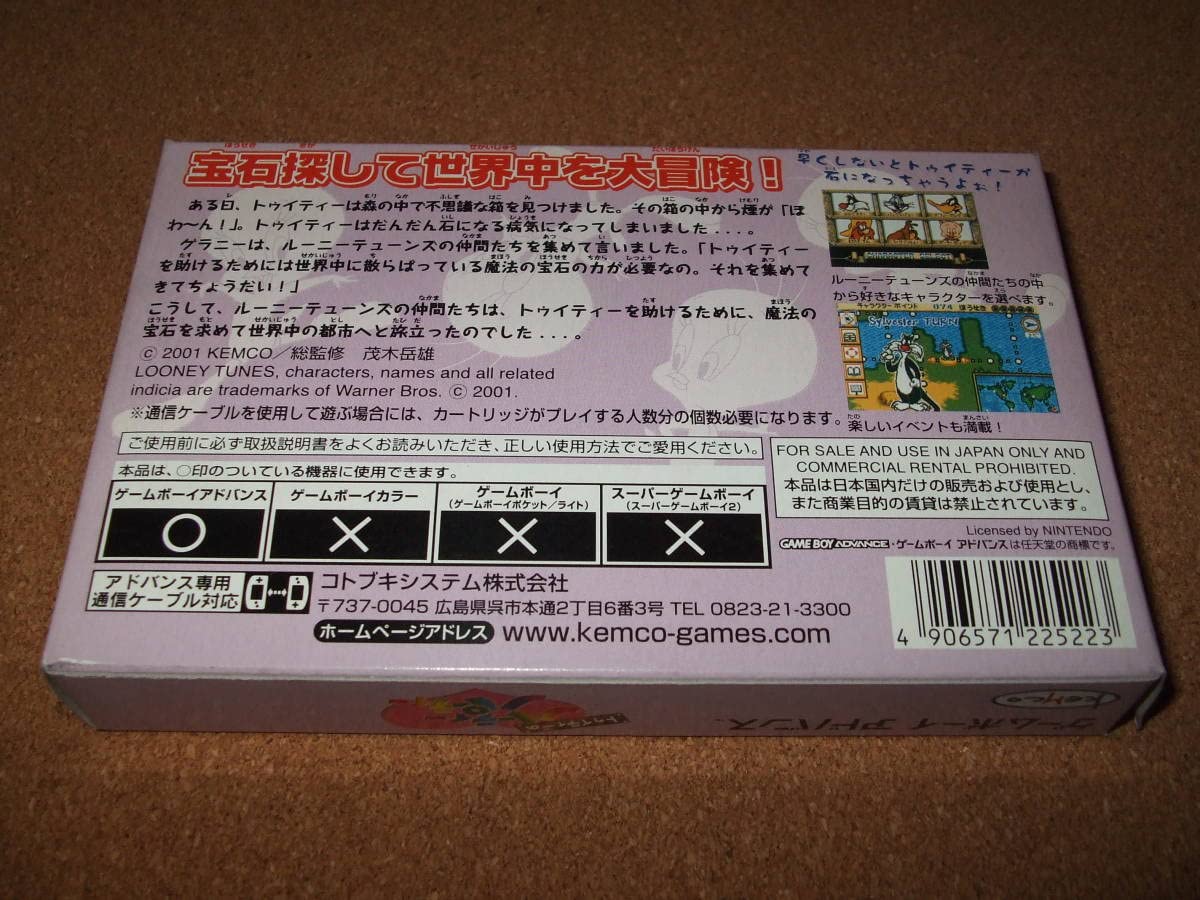 宝石探して世界中を大冒険!
ある日、トゥイティーは森の中で不思議な箱を見つけました。その箱の中から煙が「ぼ
わ〜ん!」。トゥイティーはだんだん石になる病気になってしまいました...。
グラニーは、ルーニーテューンズの仲間たちを集めて言いました。「トゥイティー
を助けるためには世界中に散らばっている魔法の宝石の力が必要なの。それを集めて
きてちょうだい!」
こうして、ルーニーテューンズの仲間たちは、トゥイティーを助けるために、魔法の
宝石を求めて世界中の都市へと旅立ったのでした...。
© 2001 KEMCO/総監修 茂木岳雄
LOONEY TUNES, characters, names and all related
indicia are trademarks of Warner Bros. © 2001.
※通信ケーブルを使用して遊ぶ場合には、カートリッジがプレイする人数分の個数必要になります。
早くしないとトゥイティーが
石になっちゃうよぉ!
ルーニーテューンズの仲間たちの中
から好きなキャラクターを選べます。
キャラクター ポイント 074 ほうせき
Sylvester TURN
楽しいイベントも満載!
ご使用前に必ず取扱説明書をよくお読みいただき、正しい使用方法でご愛用ください。
本品は、○印のついている機器に使用できます。
ゲームボーイアドバンス
○
ゲームボーイカラー
×
ゲームボーイ
(ゲームボーイポケット/ライト)
×
スーパーゲームボーイ
(スーパーゲームボーイ2)
×
FOR SALE AND USE IN JAPAN ONLY AND
COMMERCIAL RENTAL PROHIBITED.
本品は日本国内だけの販売および使用とし、
また商業目的の賃貸は禁止されています。
Licensed by NINTENDO
GAME BOY ADVANCE・ゲームボーイ アドバンスは任天堂の商標です。
アドバンス専用
通信ケーブル対応
コトブキシステム株式会社
〒737-0045 広島県呉市本通2丁目6番3号 TEL 0823-21-3300
ホームページアドレス www.kemco-games.com
4 906571 225223
kemco
ゲームボーイ アドバンス